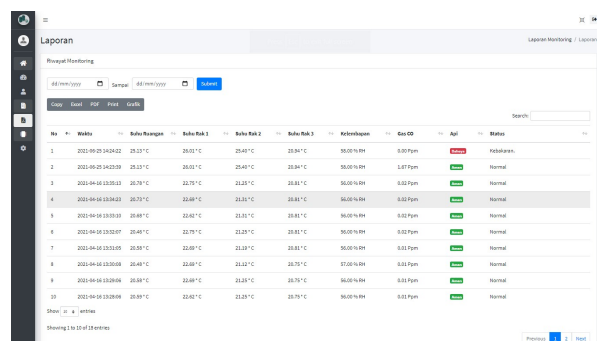 Laporan
Laporan Monitoring / Laporan
Riwayat Monitoring
dd/mm/yyyy Sampai dd/mm/yyyy Submit
Copy Excel PDF Print Grafik
Search:
No Waktu Suhu Ruangan Suhu Rak 1 Suhu Rak 2 Suhu Rak 3 Kelembapan Gas CO Api Status
1 2021-06-25 14:24:22 25.13 ° C 26.01 ° C 25.40 ° C 20.94 ° C 56.00 % RH 0.00 Ppm Bahaya Kebakaran.
2 2021-06-25 14:23:39 25.13 ° C 26.01 ° C 25.40 ° C 20.94 ° C 56.00 % RH 1.67 Ppm Aman Normal
3 2021-04-16 13:35:13 20.78 ° C 22.75 ° C 21.25 ° C 20.81 ° C 56.00 % RH 0.02 Ppm Aman Normal
4 2021-04-16 13:34:23 20.73 ° C 22.69 ° C 21.31 ° C 20.81 ° C 56.00 % RH 0.02 Ppm Aman Normal
5 2021-04-16 13:33:10 20.68 ° C 22.62 ° C 21.31 ° C 20.81 ° C 56.00 % RH 0.02 Ppm Aman Normal
6 2021-04-16 13:32:07 20.46 ° C 22.75 ° C 21.25 ° C 20.81 ° C 56.00 % RH 0.02 Ppm Aman Normal
7 2021-04-16 13:31:05 20.58 ° C 22.69 ° C 21.19 ° C 20.81 ° C 56.00 % RH 0.01 Ppm Aman Normal
8 2021-04-16 13:30:08 20.48 ° C 22.69 ° C 21.12 ° C 20.75 ° C 57.00 % RH 0.01 Ppm Aman Normal
9 2021-04-16 13:29:06 20.59 ° C 22.69 ° C 21.25 ° C 20.75 ° C 56.00 % RH 0.01 Ppm Aman Normal
10 2021-04-16 13:28:06 20.59 ° C 22.62 ° C 21.25 ° C 20.75 ° C 56.00 % RH 0.01 Ppm Aman Normal
Show 10 entries
Showing 1 to 10 of 19 entries
Previous 1 2 Next